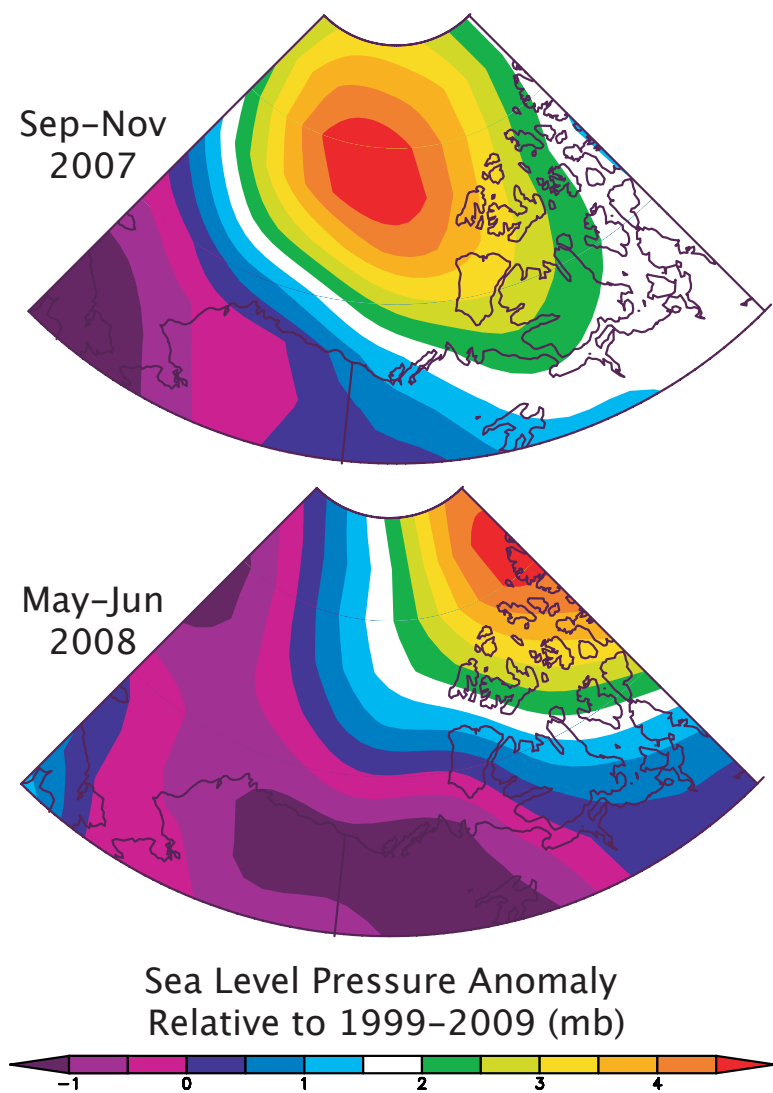 Sep–Nov
2007
May–Jun
2008
Sea Level Pressure Anomaly
Relative to 1999–2009 (mb)
−1 0 1 2 3 4